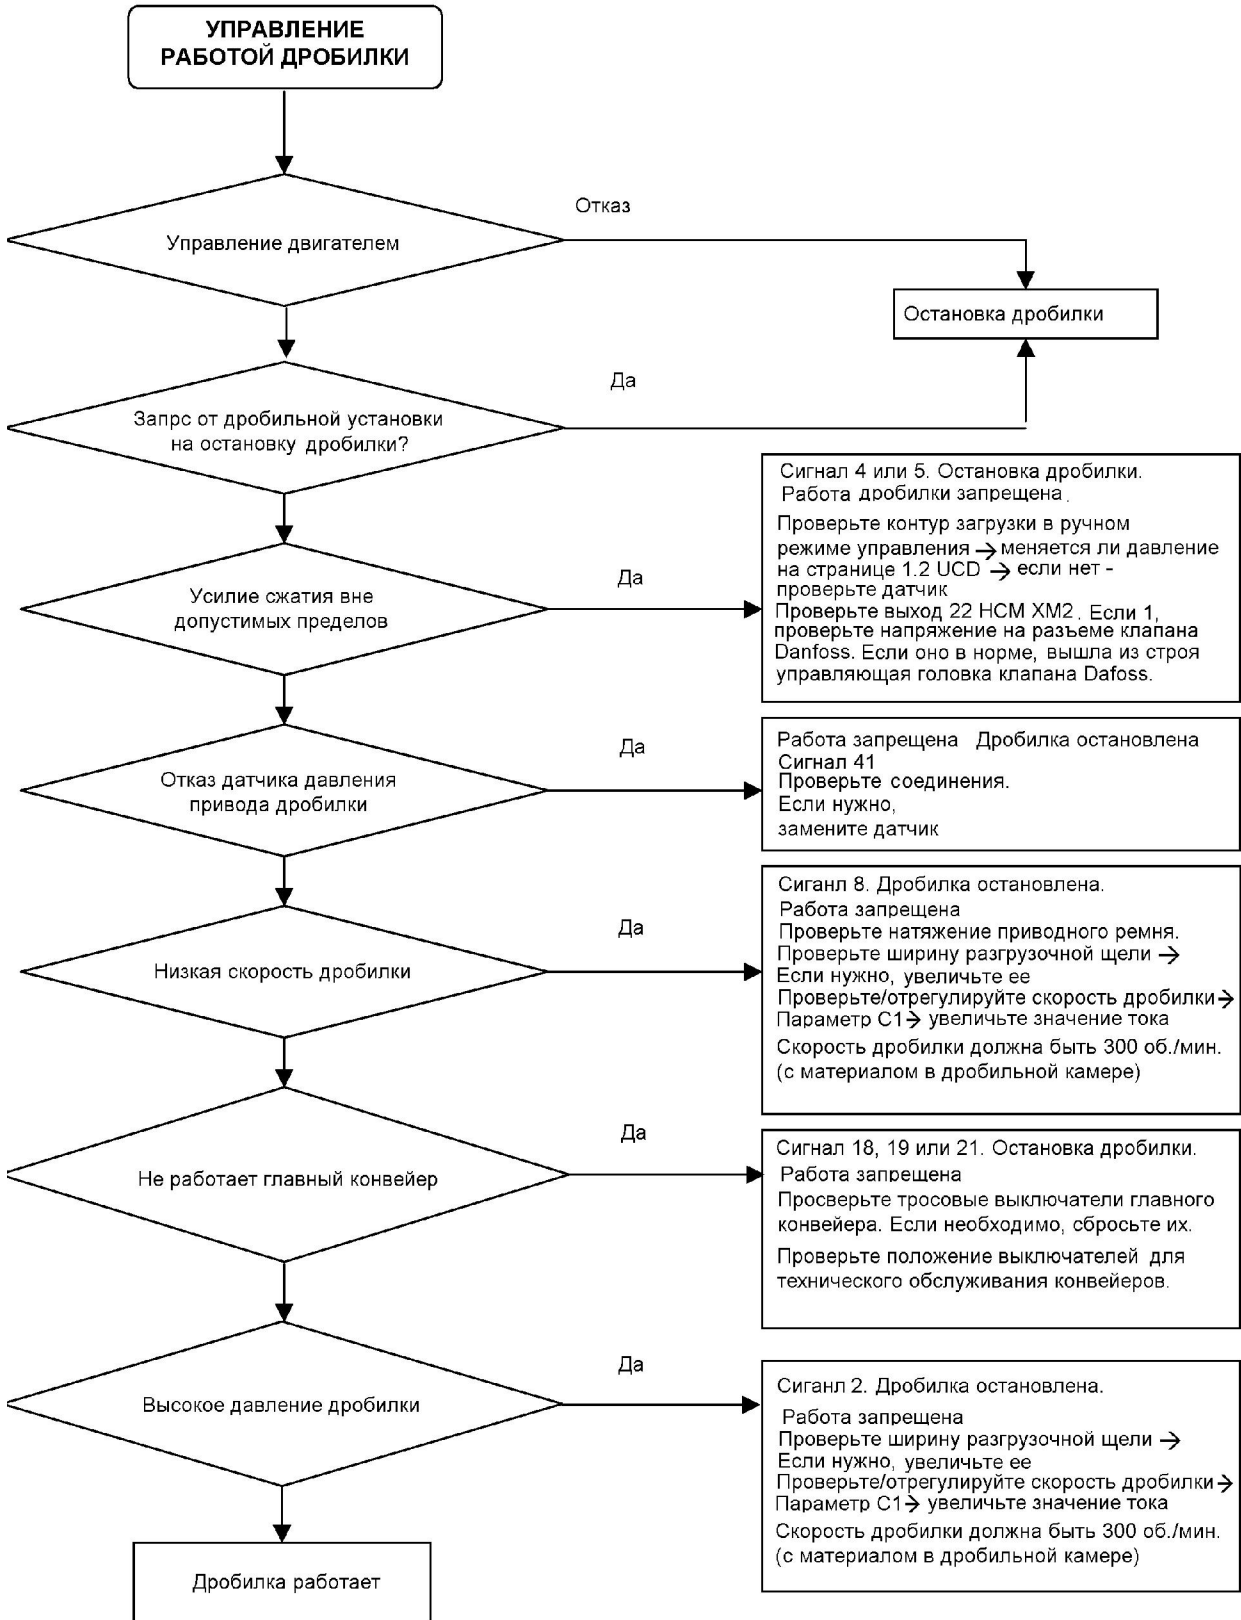 УПРАВЛЕНИЕ
РАБОТОЙ ДРОБИЛКИ
Отказ
Управление двигателем
Остановка дробилки
Да
Запрс от дробильной установки
на остановку дробилки?
Сигнал 4 или 5. Остановка дробилки.
Работа дробилки запрещена.
Проверьте контур загрузки в ручном
режиме управления → меняется ли давление
на странице 1.2 UCD → если нет -
проверьте датчик
Проверьте выход 22 HCM XM2. Если 1,
проверьте напряжение на разъеме клапана
Danfoss. Если оно в норме, вышла из строя
управляющая головка клапана Dafoss.
Да
Усилие сжатия вне
допустимых пределов
Да
Отказ датчика давления
привода дробилки
Работа запрещена Дробилка остановлена
Сигнал 41
Проверьте соединения.
Если нужно,
замените датчик
Да
Низкая скорость дробилки
Сиганл 8. Дробилка остановлена.
Работа запрещена
Проверьте натяжение приводного ремня.
Проверьте ширину разгрузочной щели →
Если нужно, увеличьте ее
Проверьте/отрегулируйте скорость дробилки →
Параметр С1 → увеличьте значение тока
Скорость дробилки должна быть 300 об./мин.
(с материалом в дробильной камере)
Да
Не работает главный конвейер
Сигнал 18, 19 или 21. Остановка дробилки.
Работа запрещена
Просверьте тросовые выключатели главного
конвейера. Если необходимо, сбросьте их.
Проверьте положение выключателей для
технического обслуживания конвейеров.
Да
Высокое давление дробилки
Сиганл 2. Дробилка остановлена.
Работа запрещена
Проверьте ширину разгрузочной щели →
Если нужно, увеличьте ее
Проверьте/отрегулируйте скорость дробилки →
Параметр С1 → увеличьте значение тока
Скорость дробилки должна быть 300 об./мин.
(с материалом в дробильной камере)
Дробилка работает